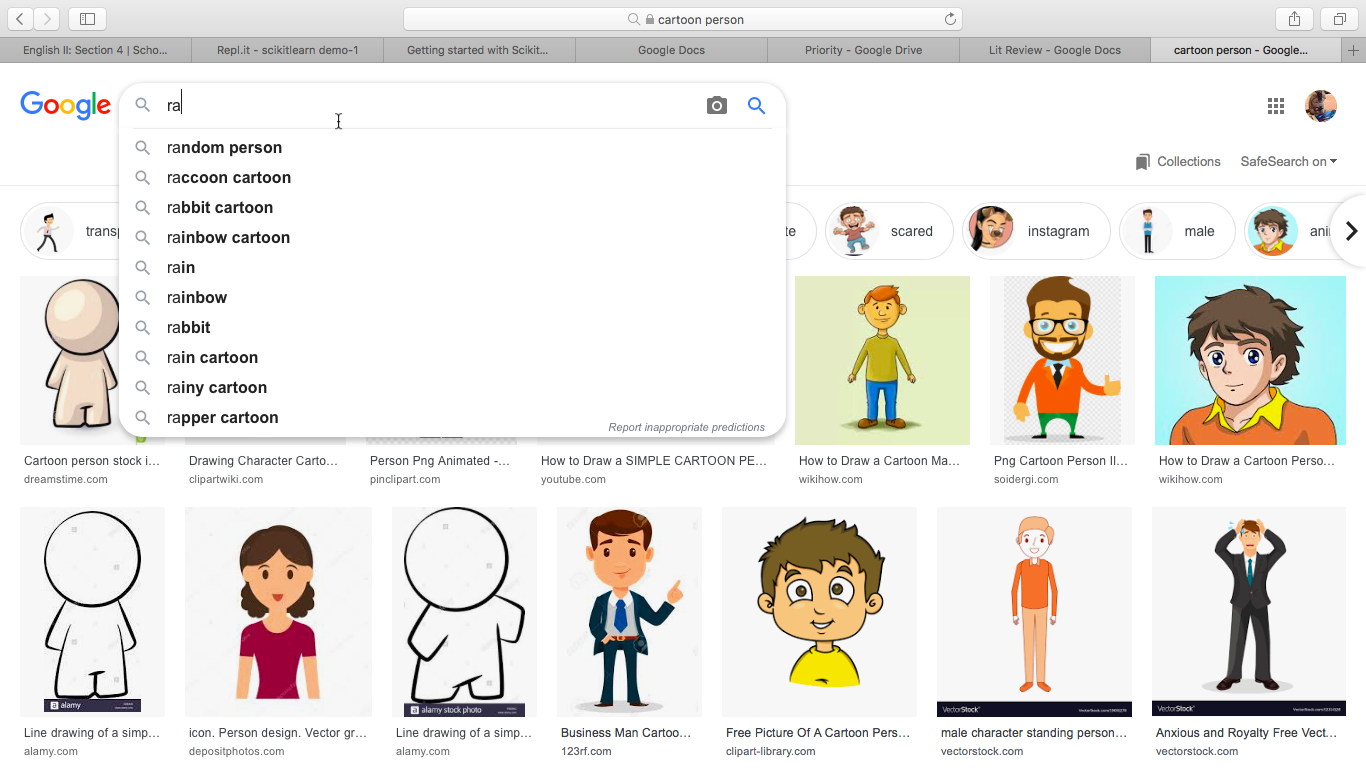 cartoon person
English II: Section 4 | Scho...
Repl.it - scikitlearn demo-1
Getting started with Scikit...
Google Docs
Priority - Google Drive
Lit Review - Google Docs
cartoon person - Google...
Google
ra
random person
raccoon cartoon
rabbit cartoon
rainbow cartoon
rain
rainbow
rabbit
rain cartoon
rainy cartoon
rapper cartoon
Report inappropriate predictions
Collections
SafeSearch on
scared
instagram
male
Cartoon person stock i...
dreamstime.com
Drawing Character Carto...
clipartwiki.com
Person Png Animated -...
pinclipart.com
How to Draw a SIMPLE CARTOON PE...
youtube.com
How to Draw a Cartoon Ma...
wikihow.com
Png Cartoon Person Il...
soidergi.com
How to Draw a Cartoon Perso...
wikihow.com
a alamy
a alamy stock photo
VectorStock
VectorStock
Line drawing of a simp...
alamy.com
icon. Person design. Vector gr...
depositphotos.com
Line drawing of a simp...
alamy.com
Business Man Cartoo...
123rf.com
Free Picture Of A Cartoon Pers...
clipart-library.com
male character standing person...
vectorstock.com
Anxious and Royalty Free Vect...
vectorstock.com